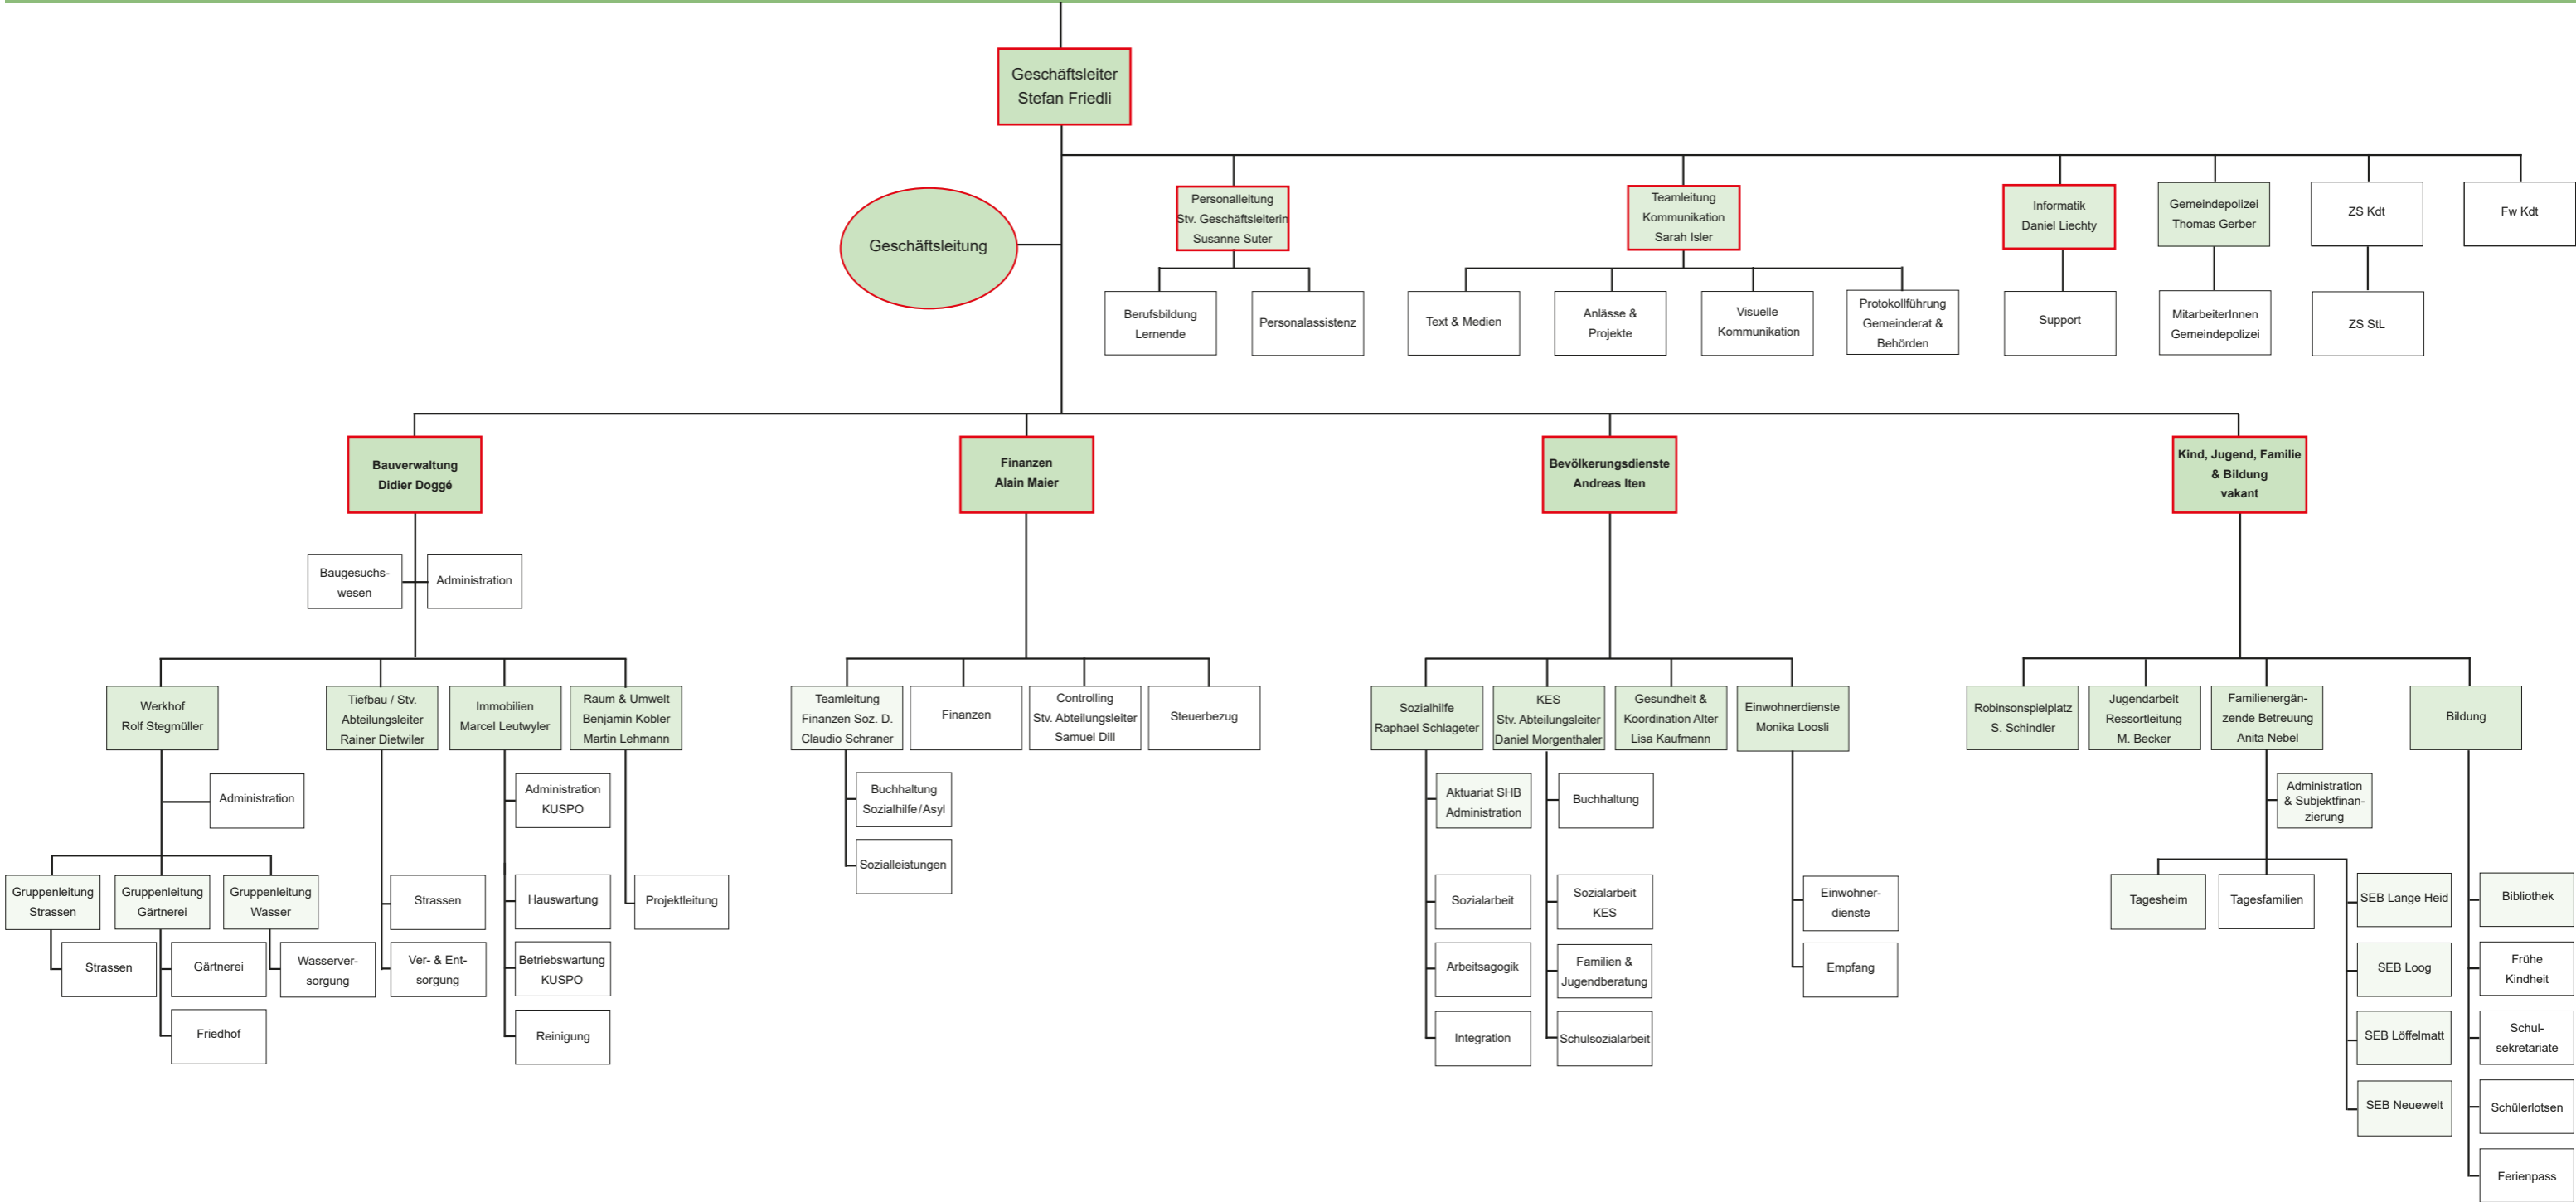 Geschäftsleiter
Stefan Friedli
Geschäftsleitung
Personalleitung
Stv. Geschäftsleiterin
Susanne Suter
Teamleitung
Kommunikation
Sarah Isler
Informatik
Daniel Liechty
Gemeindepolizei
Thomas Gerber
ZS Kdt
Fw Kdt
Berufsbildung
Lernende
Personalassistenz
Text & Medien
Anlässe &
Projekte
Visuelle
Kommunikation
Protokollführung
Gemeinderat &
Behörden
Support
MitarbeiterInnen
Gemeindepolizei
ZS StL
Bauverwaltung
Didier Doggé
Finanzen
Alain Maier
Bevölkerungsdienste
Andreas Iten
Kind, Jugend, Familie
& Bildung
vakant
Baugesuchs-
wesen
Administration
Werkhof
Rolf Stegmüller
Tiefbau / Stv.
Abteilungsleiter
Rainer Dietwiler
Immobilien
Marcel Leutwyler
Raum & Umwelt
Benjamin Kobler
Martin Lehmann
Teamleitung
Finanzen Soz. D.
Claudio Schraner
Finanzen
Controlling
Stv. Abteilungsleiter
Samuel Dill
Steuerbezug
Sozialhilfe
Raphael Schlageter
KES
Stv. Abteilungsleiter
Daniel Morgenthaler
Gesundheit &
Koordination Alter
Lisa Kaufmann
Einwohnerdienste
Monika Loosli
Robinsonspielplatz
S. Schindler
Jugendarbeit
Ressortleitung
M. Becker
Familienergän-
zende Betreuung
Anita Nebel
Bildung
Administration
Administration
KUSPO
Buchhaltung
Sozialhilfe/Asyl
Sozialleistungen
Aktuariat SHB
Administration
Buchhaltung
Administration
& Subjektfinan-
zierung
Gruppenleitung
Strassen
Gruppenleitung
Gärtnerei
Gruppenleitung
Wasser
Strassen
Hauswartung
Projektleitung
Sozialarbeit
Sozialarbeit
KES
Einwohner-
dienste
Tagesheim
Tagesfamilien
SEB Lange Heid
Bibliothek
Strassen
Gärtnerei
Wasserver-
sorgung
Ver- & Ent-
sorgung
Betriebswartung
KUSPO
Arbeitsagogik
Familien &
Jugendberatung
Empfang
SEB Loog
Frühe
Kindheit
Friedhof
Reinigung
Integration
Schulsozialarbeit
SEB Löffelmatt
Schul-
sekretariate
SEB Neuewelt
Schülerlotsen
Ferienpass